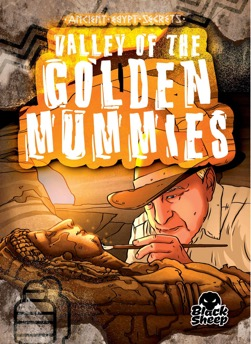 ANCIENT EGYPT SECRETS
VALLEY OF THE
GOLDEN
MUMMIES
Black
Sheep